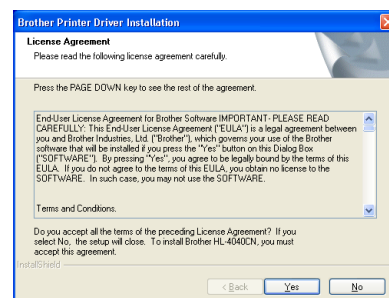 Brother Printer Driver Installation
License Agreement
Please read the following license agreement carefully.
Press the PAGE DOWN key to see the rest of the agreement.
End-User License Agreement for Brother Software IMPORTANT- PLEASE READ
CAREFULLY: This End-User License Agreement ("EULA") is a legal agreement between
you and Brother Industries, Ltd. ("Brother"), which governs your use of the Brother
software that will be installed if you press the "Yes" button on this Dialog Box
("SOFTWARE"). By pressing "Yes", you agree to be legally bound by the terms of this
EULA. If you do not agree to the terms of this EULA, you obtain no license to the
SOFTWARE. In such case, you may not use the SOFTWARE.
Terms and Conditions.
Do you accept all the terms of the preceding License Agreement? If you
select No, the setup will close. To install Brother HL-4040CN, you must
accept this agreement.
InstallShield
< Back
Yes
No